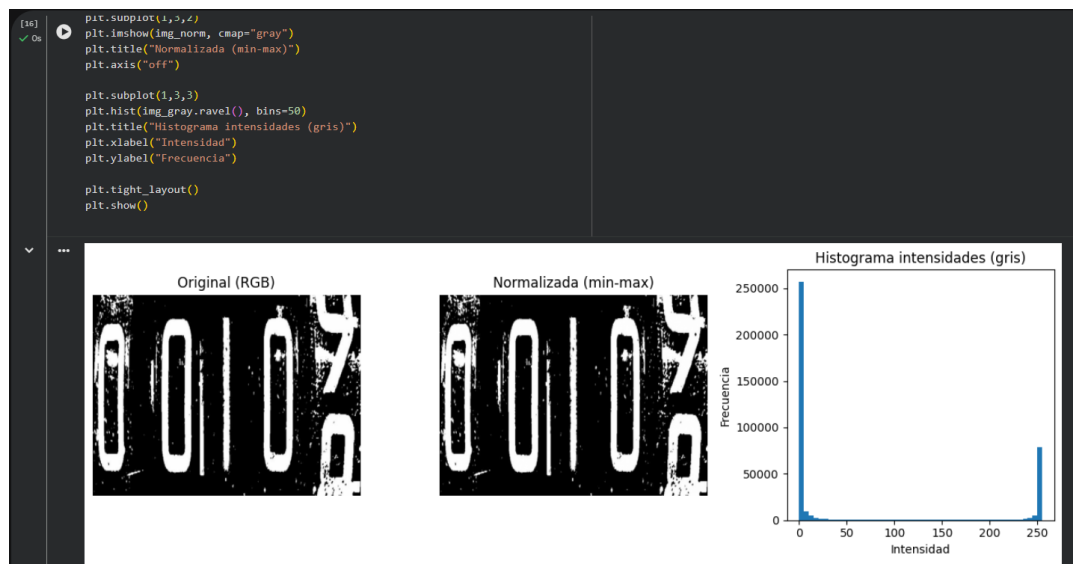 [16]
0s
plt.subplot(1,3,2)
plt.imshow(img_norm, cmap="gray")
plt.title("Normalizada (min-max)")
plt.axis("off")
plt.subplot(1,3,3)
plt.hist(img_gray.ravel(), bins=50)
plt.title("Histograma intensidades (gris)")
plt.xlabel("Intensidad")
plt.ylabel("Frecuencia")
plt.tight_layout()
plt.show()
Original (RGB)
Normalizada (min-max)
Histograma intensidades (gris)
250000
200000
150000
100000
50000
0
Frecuencia
0 50 100 150 200 250
Intensidad